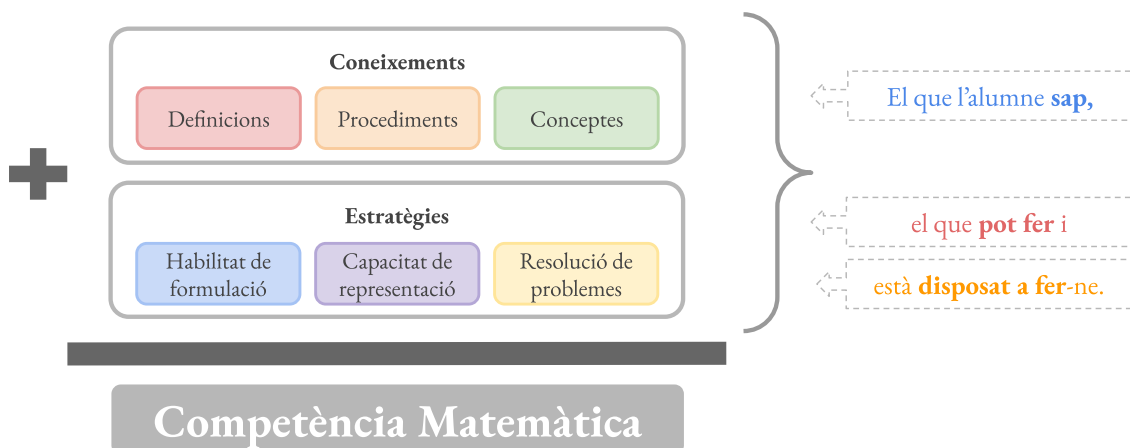 Coneixements
Definicions
Procediments
Conceptes
Estratègies
Habilitat de
formulació
Capacitat de
representació
Resolució de
problemes
Competència Matemàtica
El que l’alumne sap,
el que pot fer i
està disposat a fer-ne.